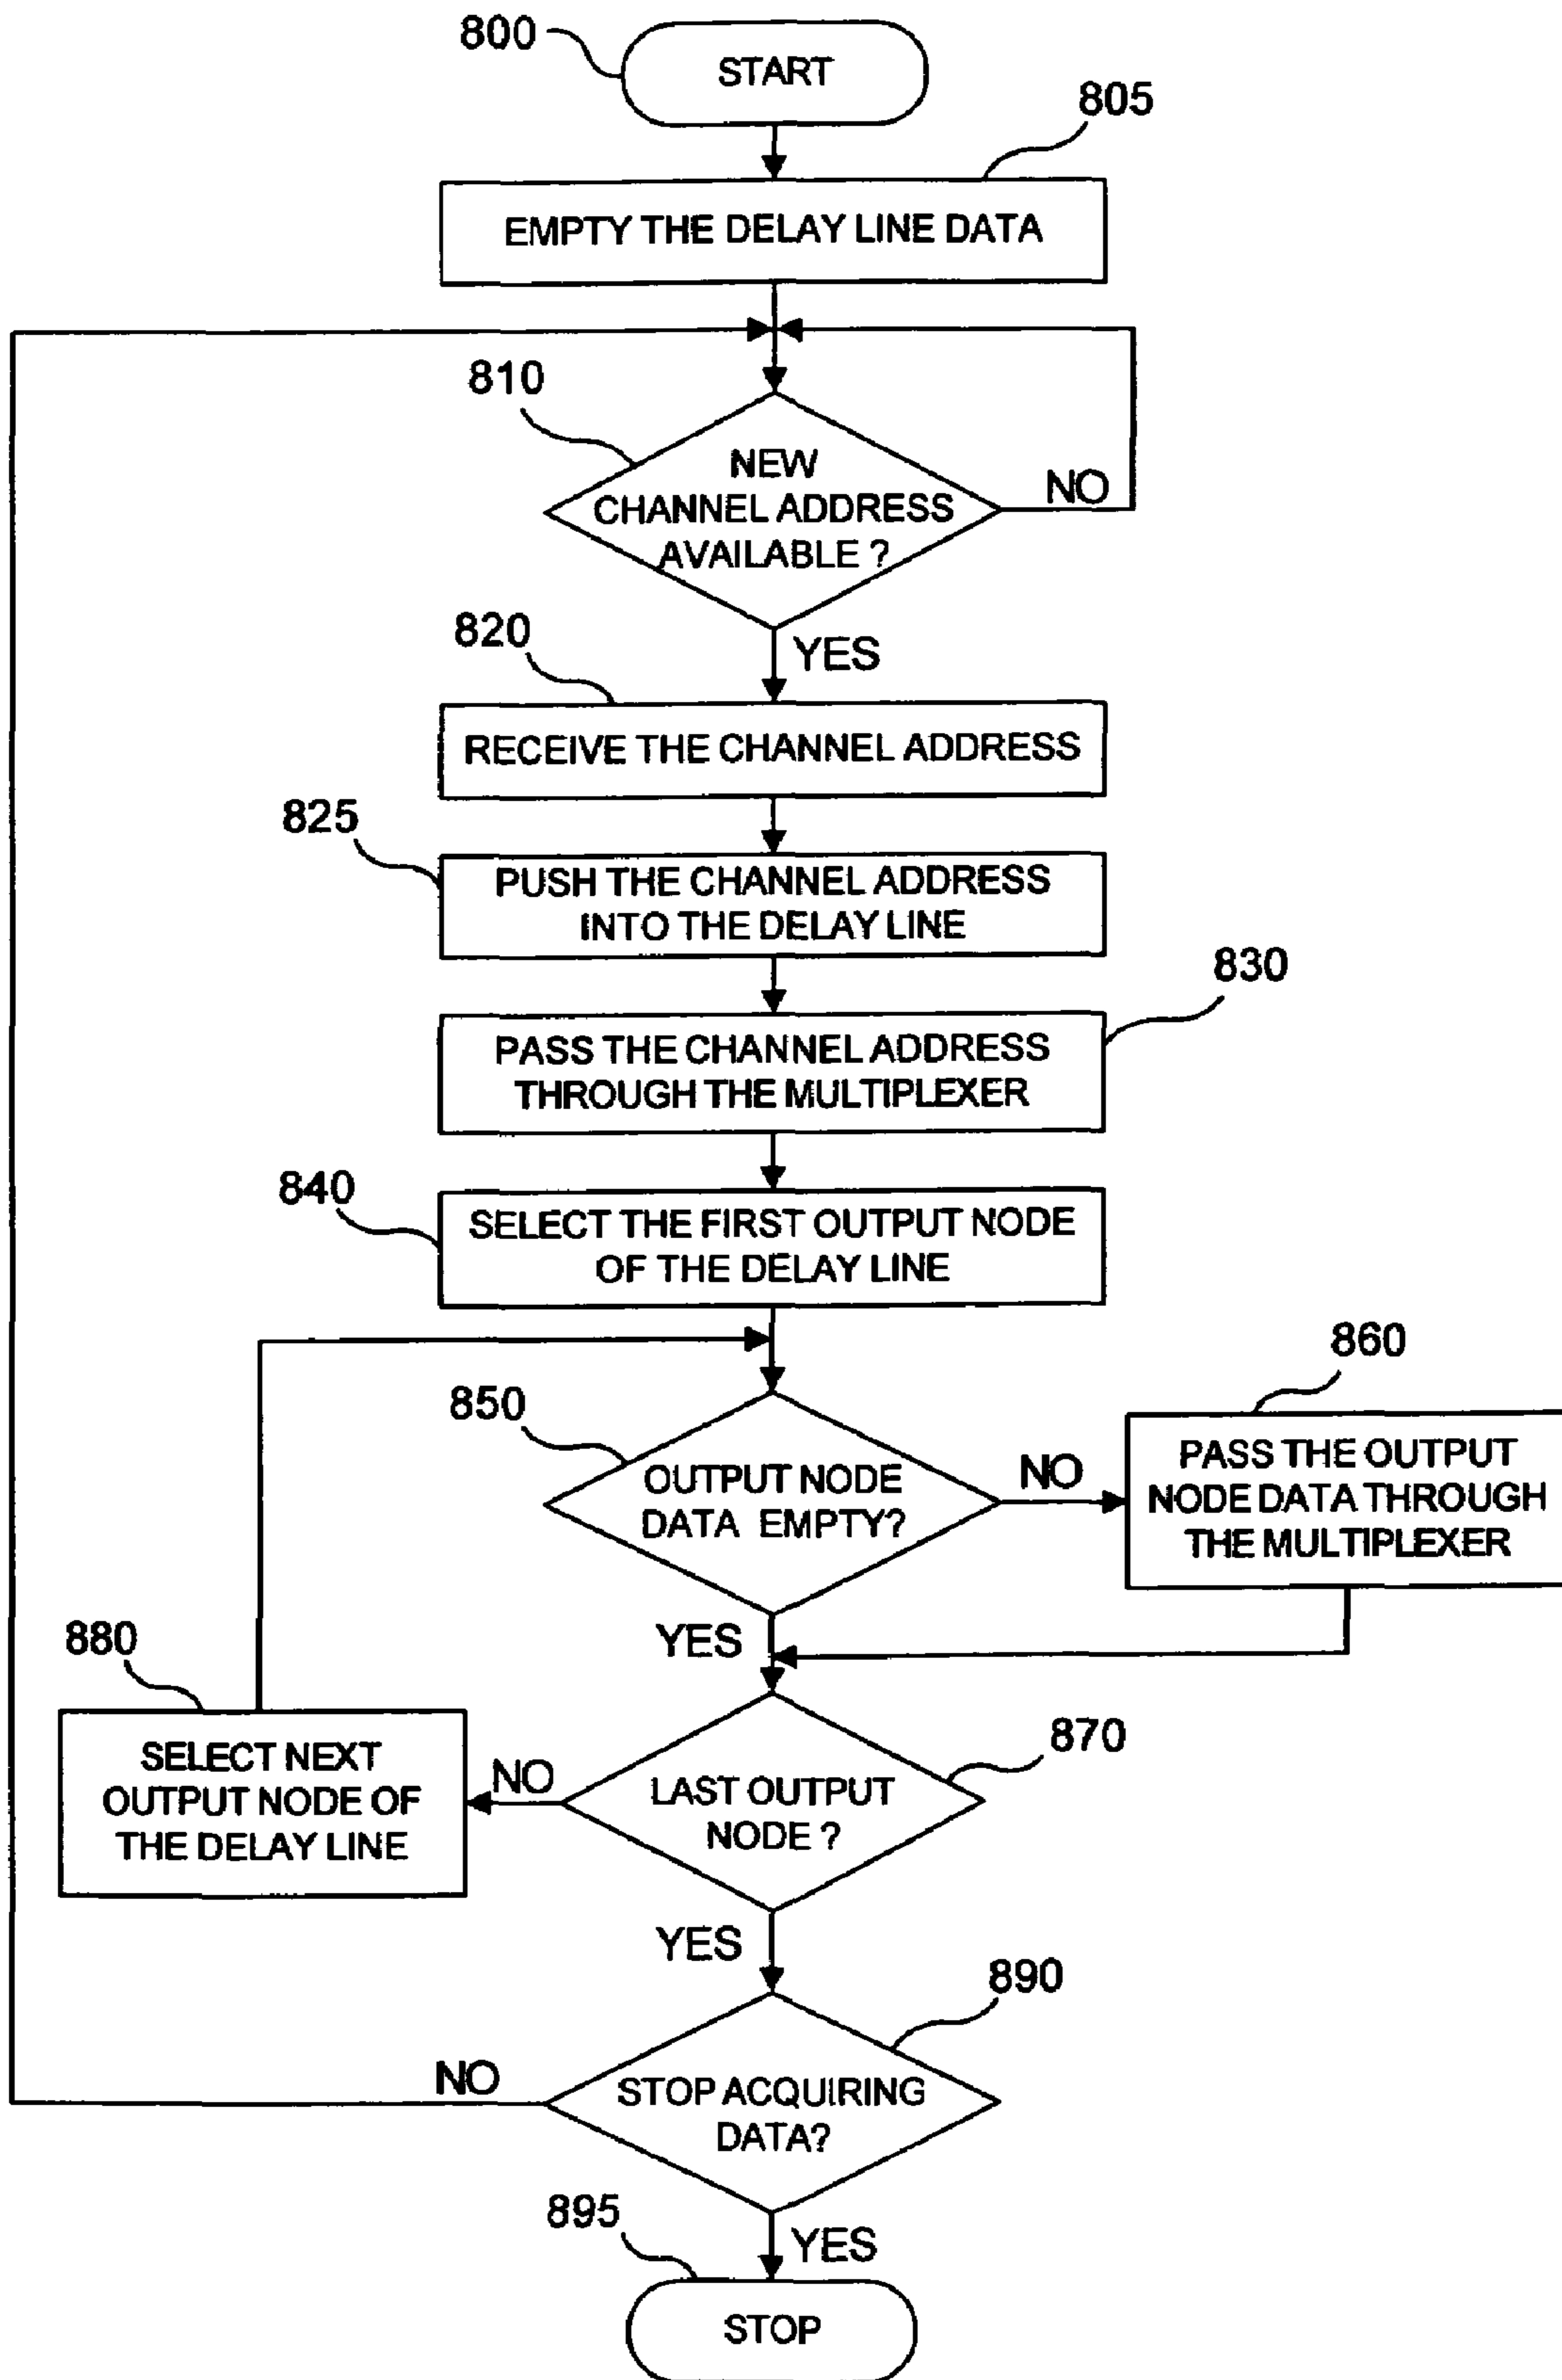 800
START
805
EMPTY THE DELAY LINE DATA
810
NEW
CHANNEL ADDRESS
AVAILABLE ?
NO
YES
820
RECEIVE THE CHANNEL ADDRESS
825
PUSH THE CHANNEL ADDRESS
INTO THE DELAY LINE
830
PASS THE CHANNEL ADDRESS
THROUGH THE MULTIPLEXER
840
SELECT THE FIRST OUTPUT NODE
OF THE DELAY LINE
850
OUTPUT NODE
DATA EMPTY?
NO
860
PASS THE OUTPUT
NODE DATA THROUGH
THE MULTIPLEXER
YES
870
LAST OUTPUT
NODE ?
NO
880
SELECT NEXT
OUTPUT NODE OF
THE DELAY LINE
YES
890
STOP ACQUIRING
DATA?
NO
YES
895
STOP